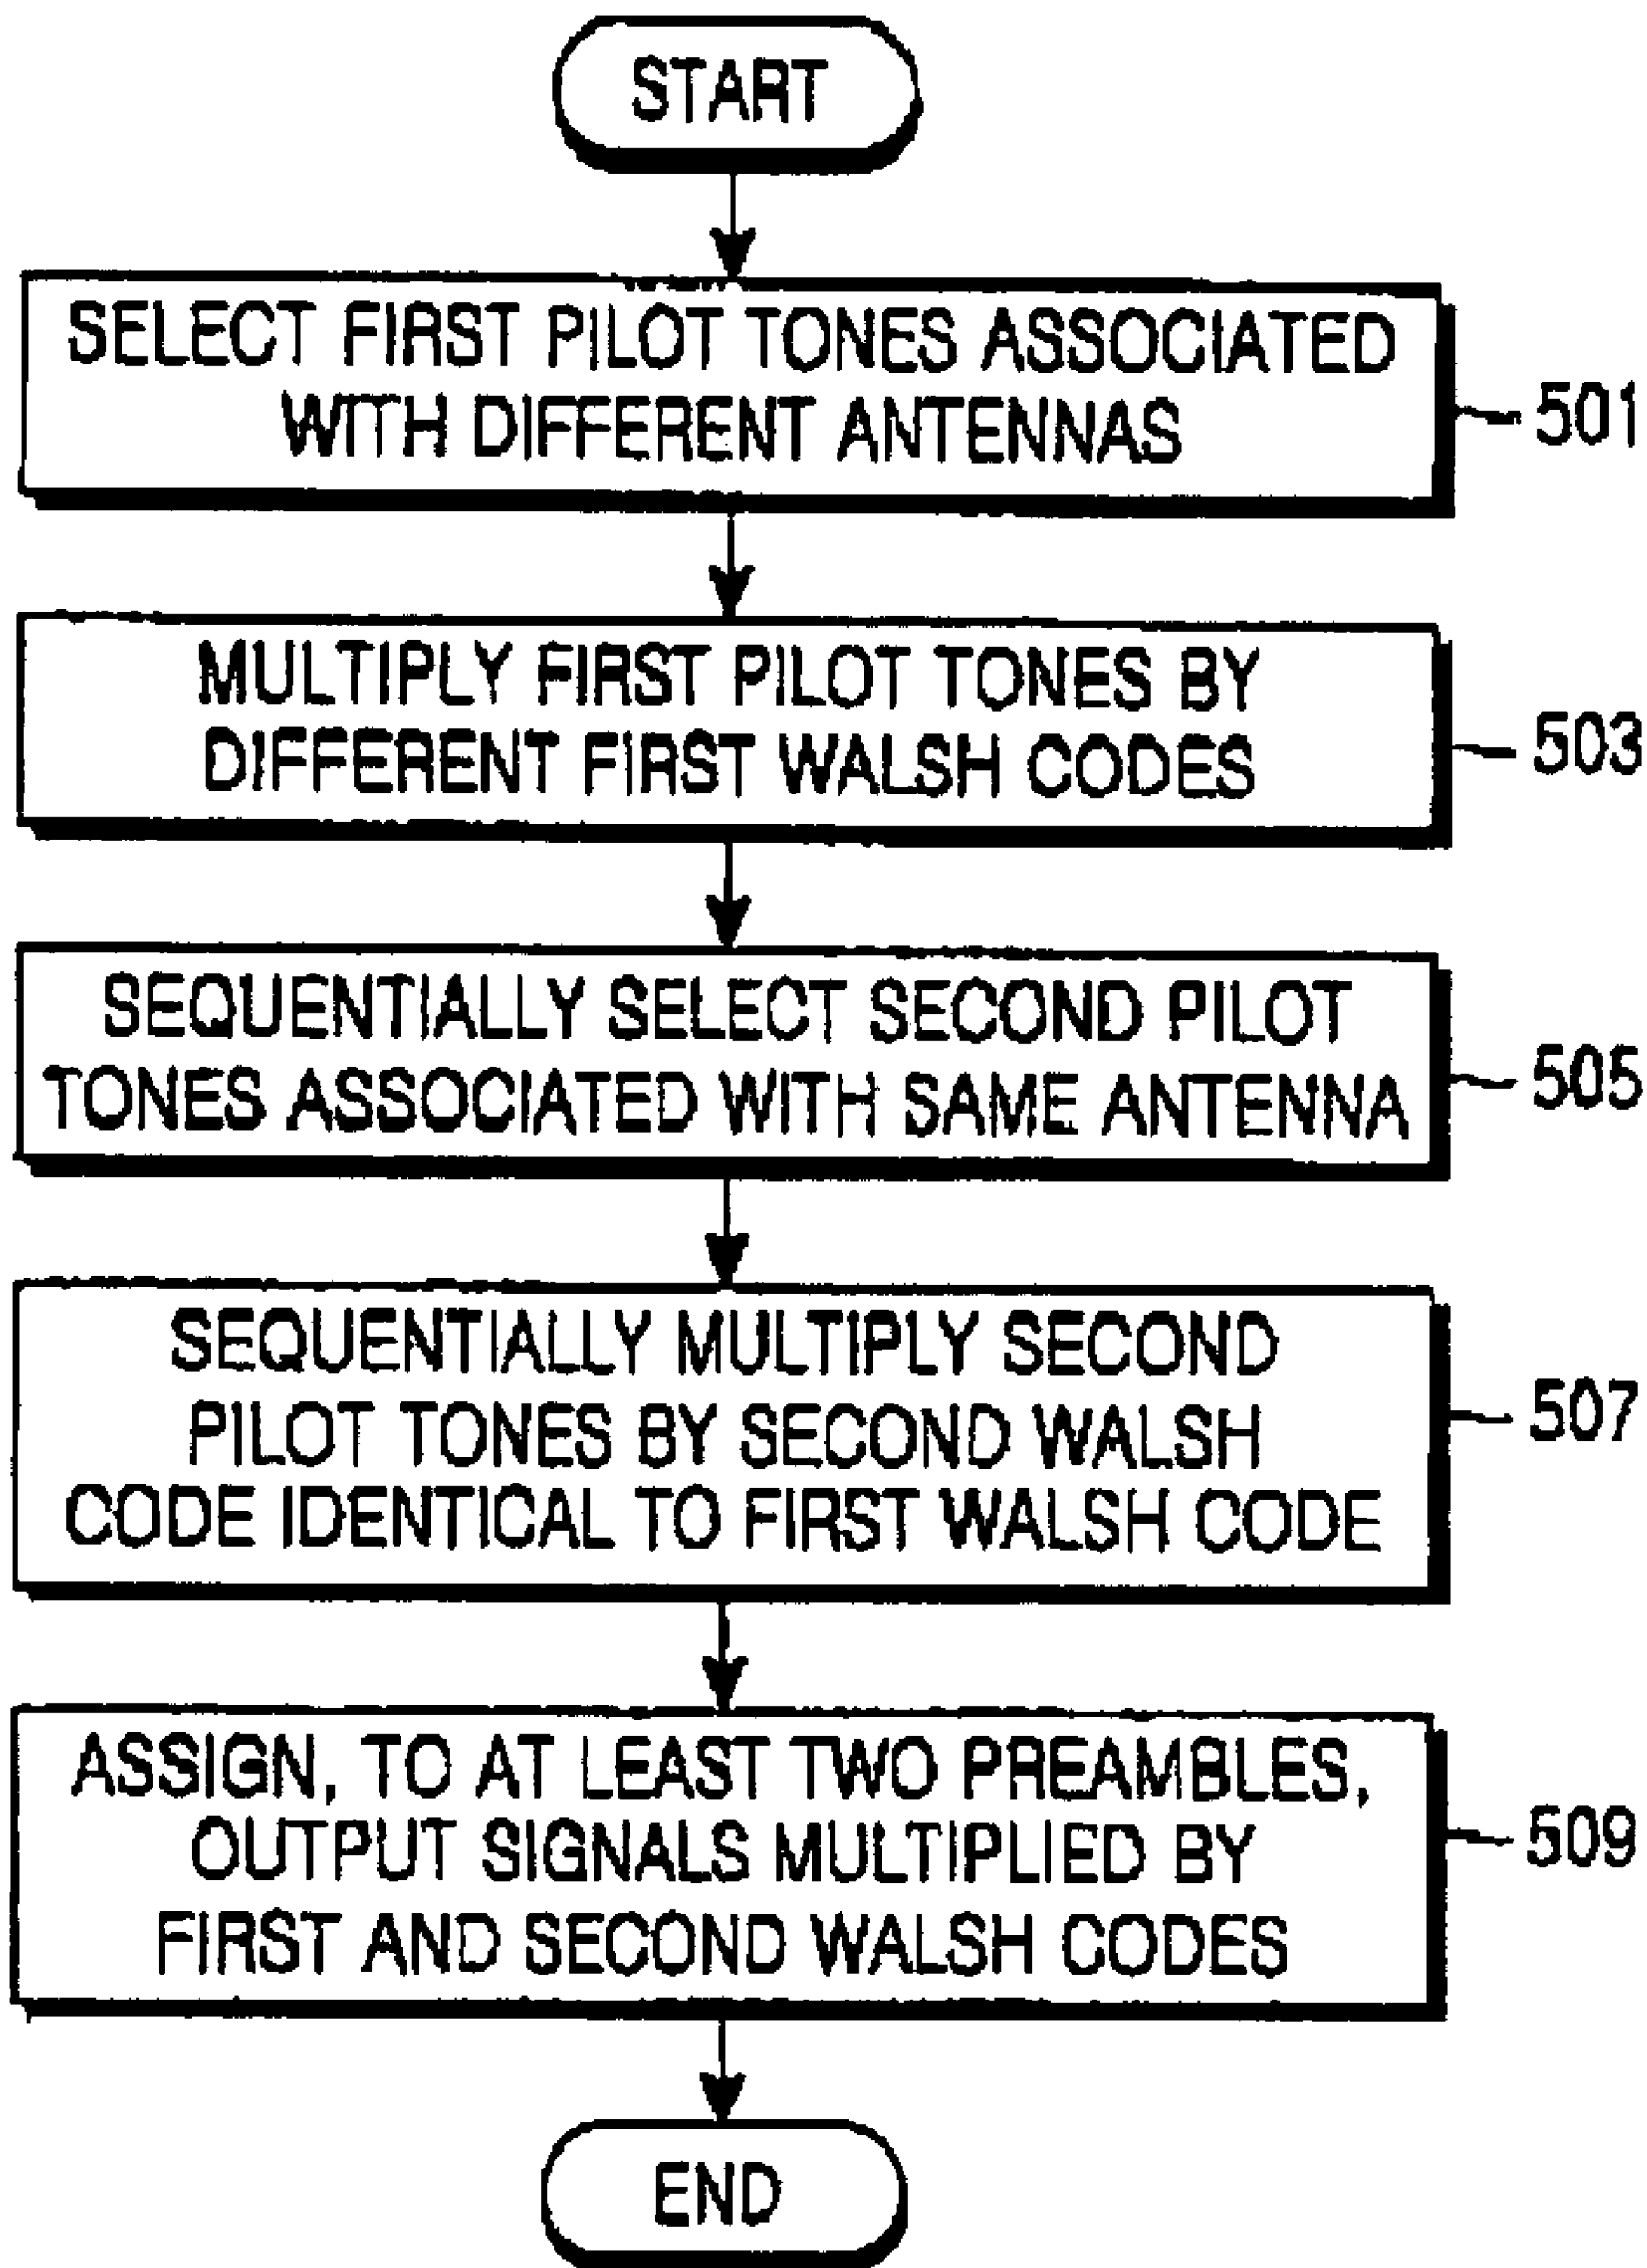 START
SELECT FIRST PILOT TONES ASSOCIATED
WITH DIFFERENT ANTENNAS
501
MULTIPLY FIRST PILOT TONES BY
DIFFERENT FIRST WALSH CODES
503
SEQUENTIALLY SELECT SECOND PILOT
TONES ASSOCIATED WITH SAME ANTENNA
505
SEQUENTIALLY MULTIPLY SECOND
PILOT TONES BY SECOND WALSH
CODE IDENTICAL TO FIRST WALSH CODE
507
ASSIGN, TO AT LEAST TWO PREAMBLES,
OUTPUT SIGNALS MULTIPLIED BY
FIRST AND SECOND WALSH CODES
509
END